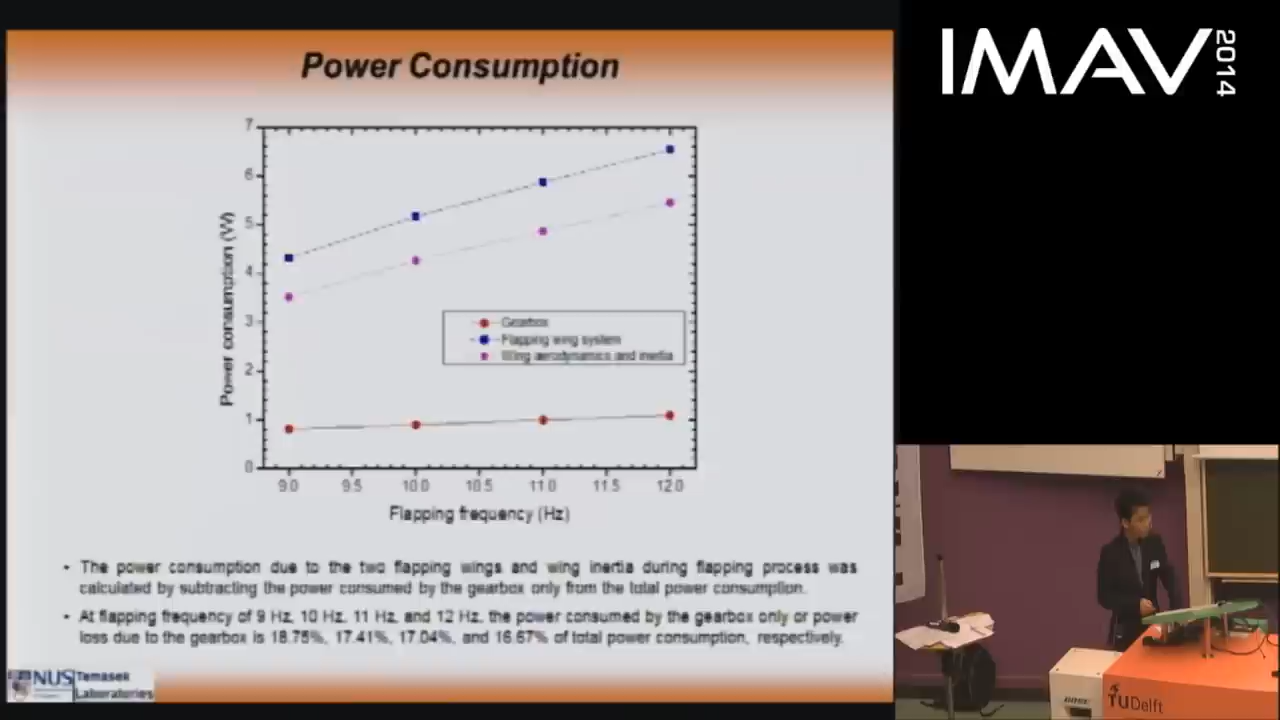 Power Consumption
IMAV 2014
7
6
5
4
3
2
1
0
Power consumption (W)
Gearbox
Flapping wing system
Wing aerodynamics and inertia
9.0 9.5 10.0 10.5 11.0 11.5 12.0
Flapping frequency (Hz)
• The power consumption due to the two flapping wings and wing inertia during flapping process was
calculated by subtracting the power consumed by the gearbox only from the total power consumption.
• At flapping frequency of 9 Hz, 10 Hz, 11 Hz, and 12 Hz, the power consumed by the gearbox only or power
loss due to the gearbox is 18.75%, 17.41%, 17.04%, and 16.67% of total power consumption, respectively.
NUS Temasek
Laboratories
TU Delft